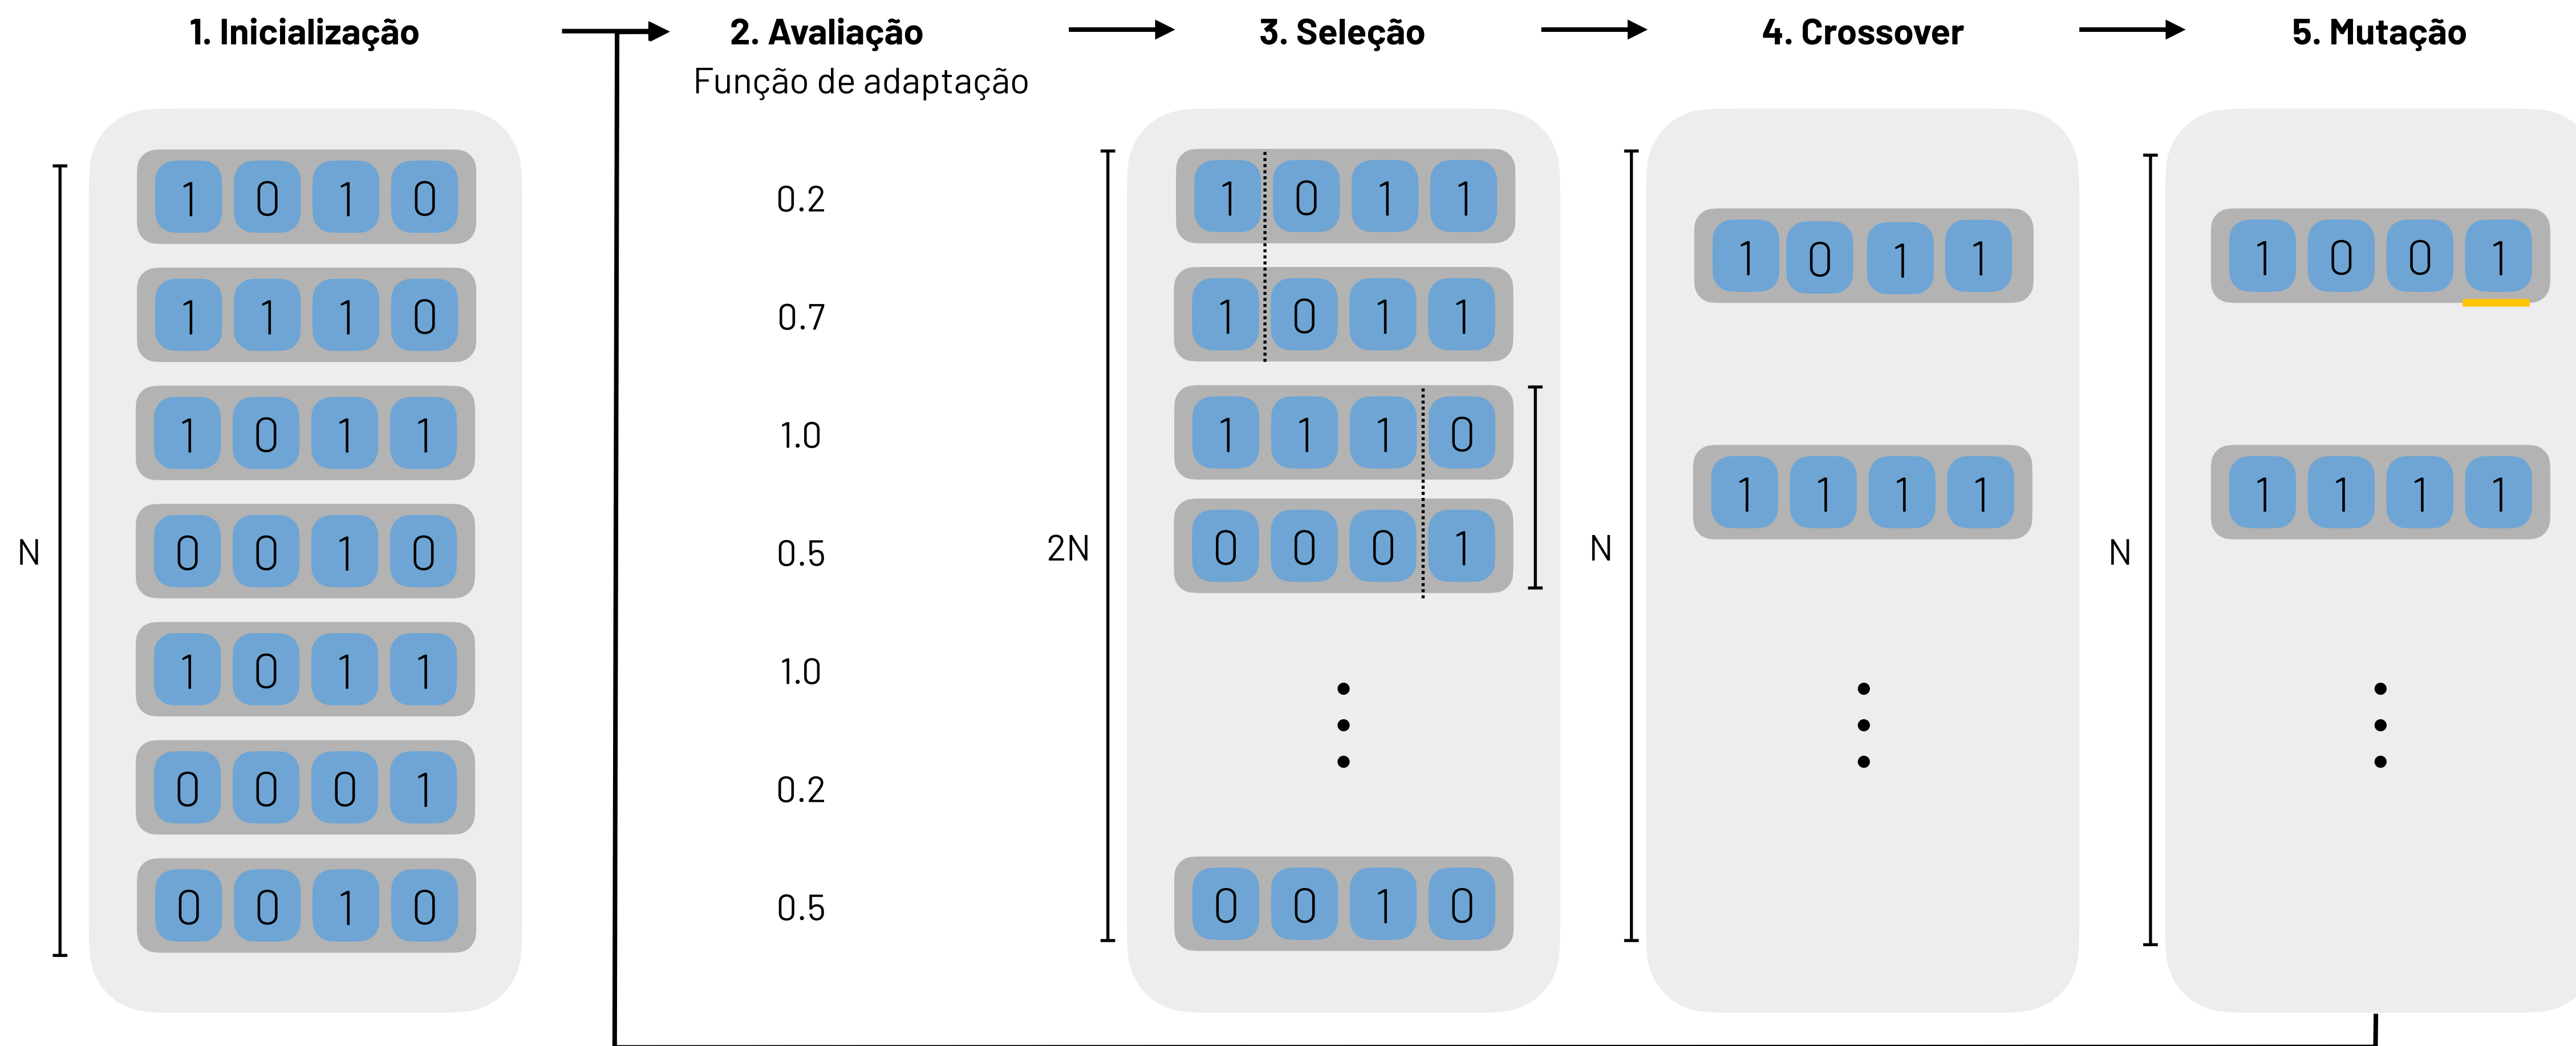 1. Inicialização
2. Avaliação
3. Seleção
4. Crossover
5. Mutação
Função de adaptação
N
1 0 1 0
1 1 1 0
1 0 1 1
0 0 1 0
1 0 1 1
0 0 0 1
0 0 1 0
0.2
0.7
1.0
0.5
1.0
0.2
0.5
2N
1 0 1 1
1 0 1 1
1 1 1 0
0 0 0 1
0 0 1 0
N
1 0 1 1
1 1 1 1
N
1 0 0 1
1 1 1 1